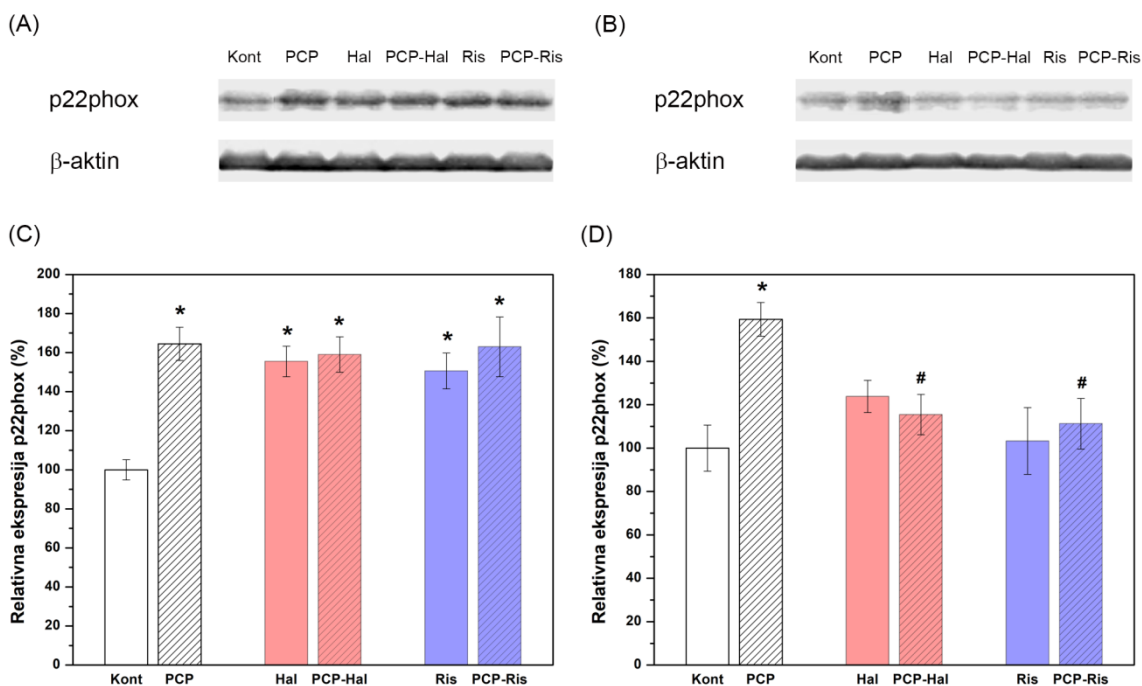 (A)
Kont PCP Hal PCP-Hal Ris PCP-Ris
p22phox
β-aktin
(B)
Kont PCP Hal PCP-Hal Ris PCP-Ris
p22phox
β-aktin
(C)
Relativna ekspresija p22phox (%)
200
180
160
140
120
100
80
60
40
20
0
* * * * *
Kont PCP Hal PCP-Hal Ris PCP-Ris
(D)
Relativna ekspresija p22phox (%)
180
160
140
120
100
80
60
40
20
0
* # #
Kont PCP Hal PCP-Hal Ris PCP-Ris